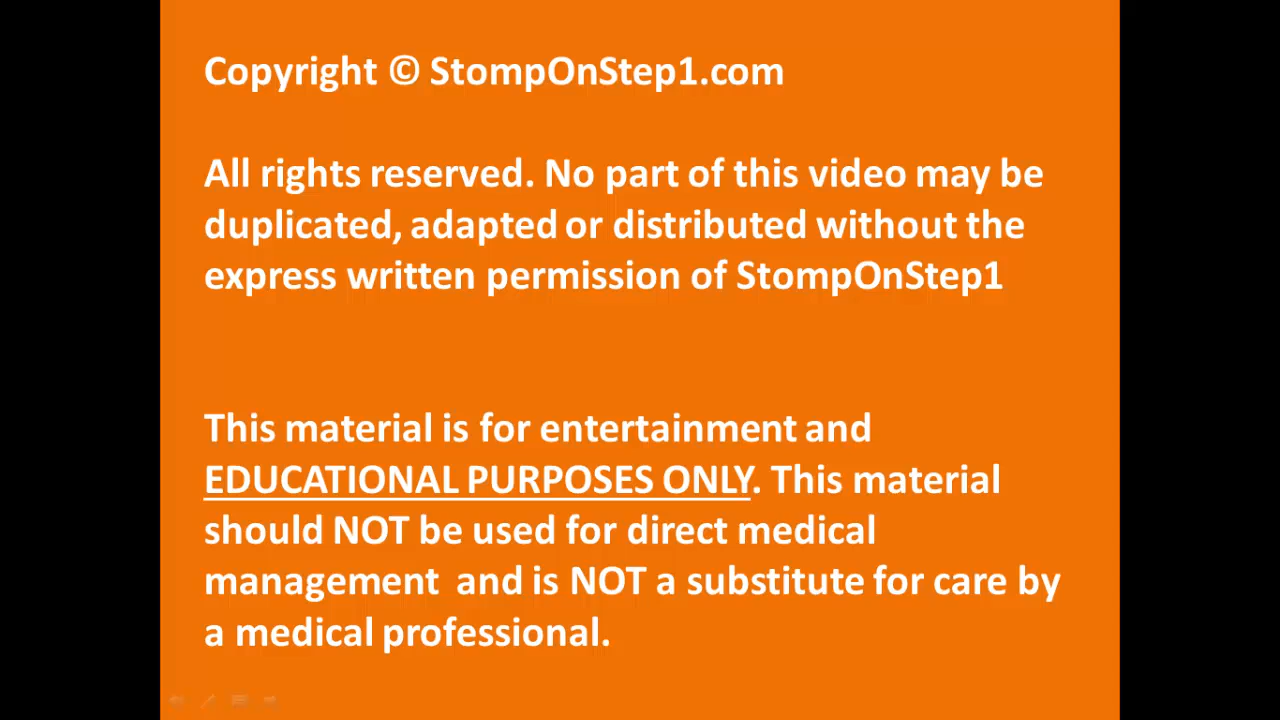 Copyright © StompOnStep1.com
All rights reserved. No part of this video may be
duplicated, adapted or distributed without the
express written permission of StompOnStep1
This material is for entertainment and
EDUCATIONAL PURPOSES ONLY. This material
should NOT be used for direct medical
management and is NOT a substitute for care by
a medical professional.